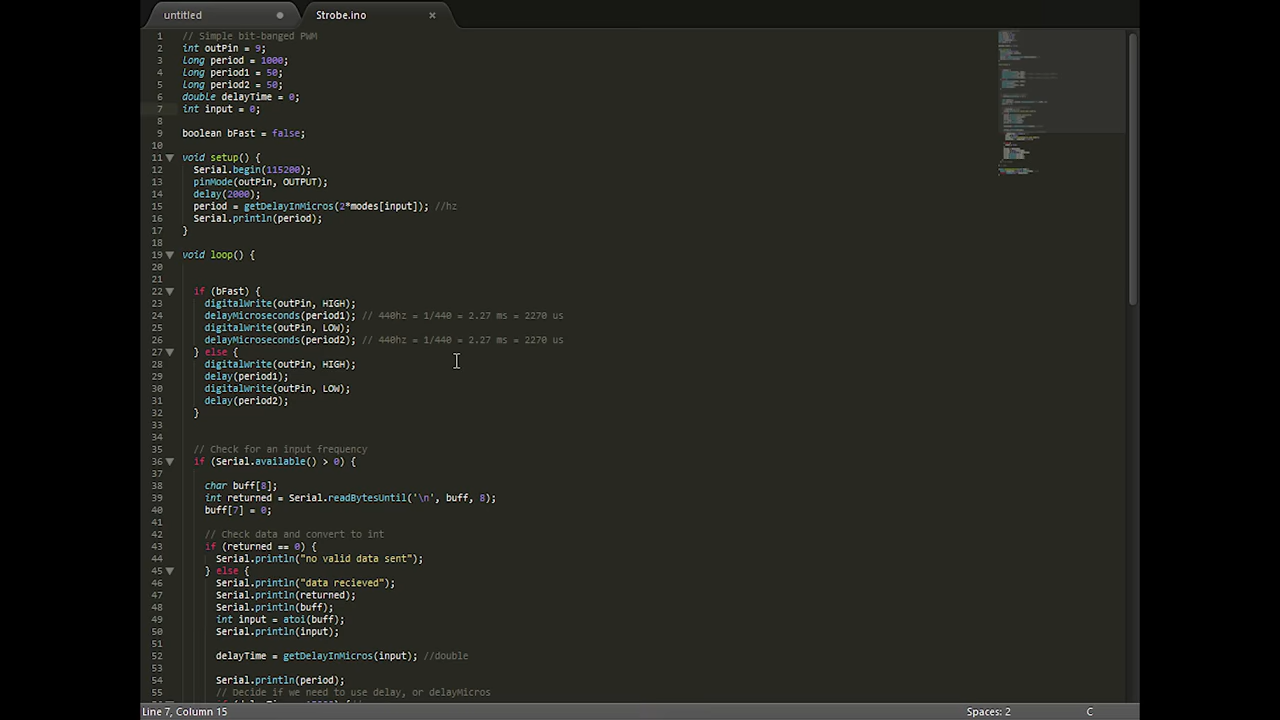 untitled
Strobe.ino
1 // Simple bit-banged PWM
2 int outPin = 9;
3 long period = 1000;
4 long period1 = 50;
5 long period2 = 50;
6 double delayTime = 0;
7 int input = 0;
8
9 boolean bFast = false;
10
11 void setup() {
12 Serial.begin(115200);
13 pinMode(outPin, OUTPUT);
14 delay(2000);
15 period = getDelayInMicros(2*modes[input]); //hz
16 Serial.println(period);
17 }
18
19 void loop() {
20
21
22 if (bFast) {
23 digitalWrite(outPin, HIGH);
24 delayMicroseconds(period1); // 440hz = 1/440 = 2.27 ms = 2270 us
25 digitalWrite(outPin, LOW);
26 delayMicroseconds(period2); // 440hz = 1/440 = 2.27 ms = 2270 us
27 } else {
28 digitalWrite(outPin, HIGH);
29 delay(period1);
30 digitalWrite(outPin, LOW);
31 delay(period2);
32 }
33
34
35 // Check for an input frequency
36 if (Serial.available() > 0) {
37
38 char buff[8];
39 int returned = Serial.readBytesUntil('\n', buff, 8);
40 buff[7] = 0;
41
42 // Check data and convert to int
43 if (returned == 0) {
44 Serial.println("no valid data sent");
45 } else {
46 Serial.println("data recieved");
47 Serial.println(returned);
48 Serial.println(buff);
49 int input = atoi(buff);
50 Serial.println(input);
51
52 delayTime = getDelayInMicros(input); //double
53
54 Serial.println(period);
55 // Decide if we need to use delay, or delayMicros
Line 7, Column 15
Spaces: 2
C